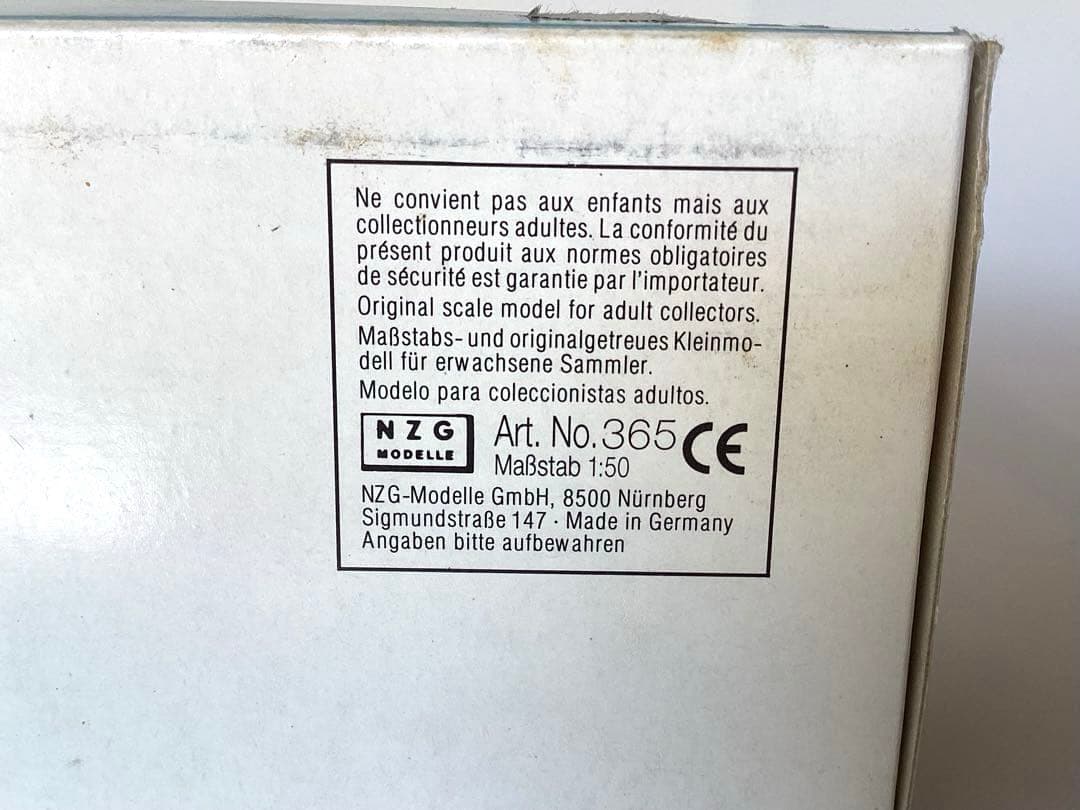 Ne convient pas aux enfants mais aux
collectionneurs adultes. La conformité du
présent produit aux normes obligatoires
de sécurité est garantie par l'importateur.
Original scale model for adult collectors.
Maßstabs- und originalgetreues Kleinmo-
dell für erwachsene Sammler.
Modelo para coleccionistas adultos.
NZG
MODELLE
Art. No. 365 CE
Maßstab 1:50
NZG-Modelle GmbH, 8500 Nürnberg
Sigmundstraße 147 · Made in Germany
Angaben bitte aufbewahren